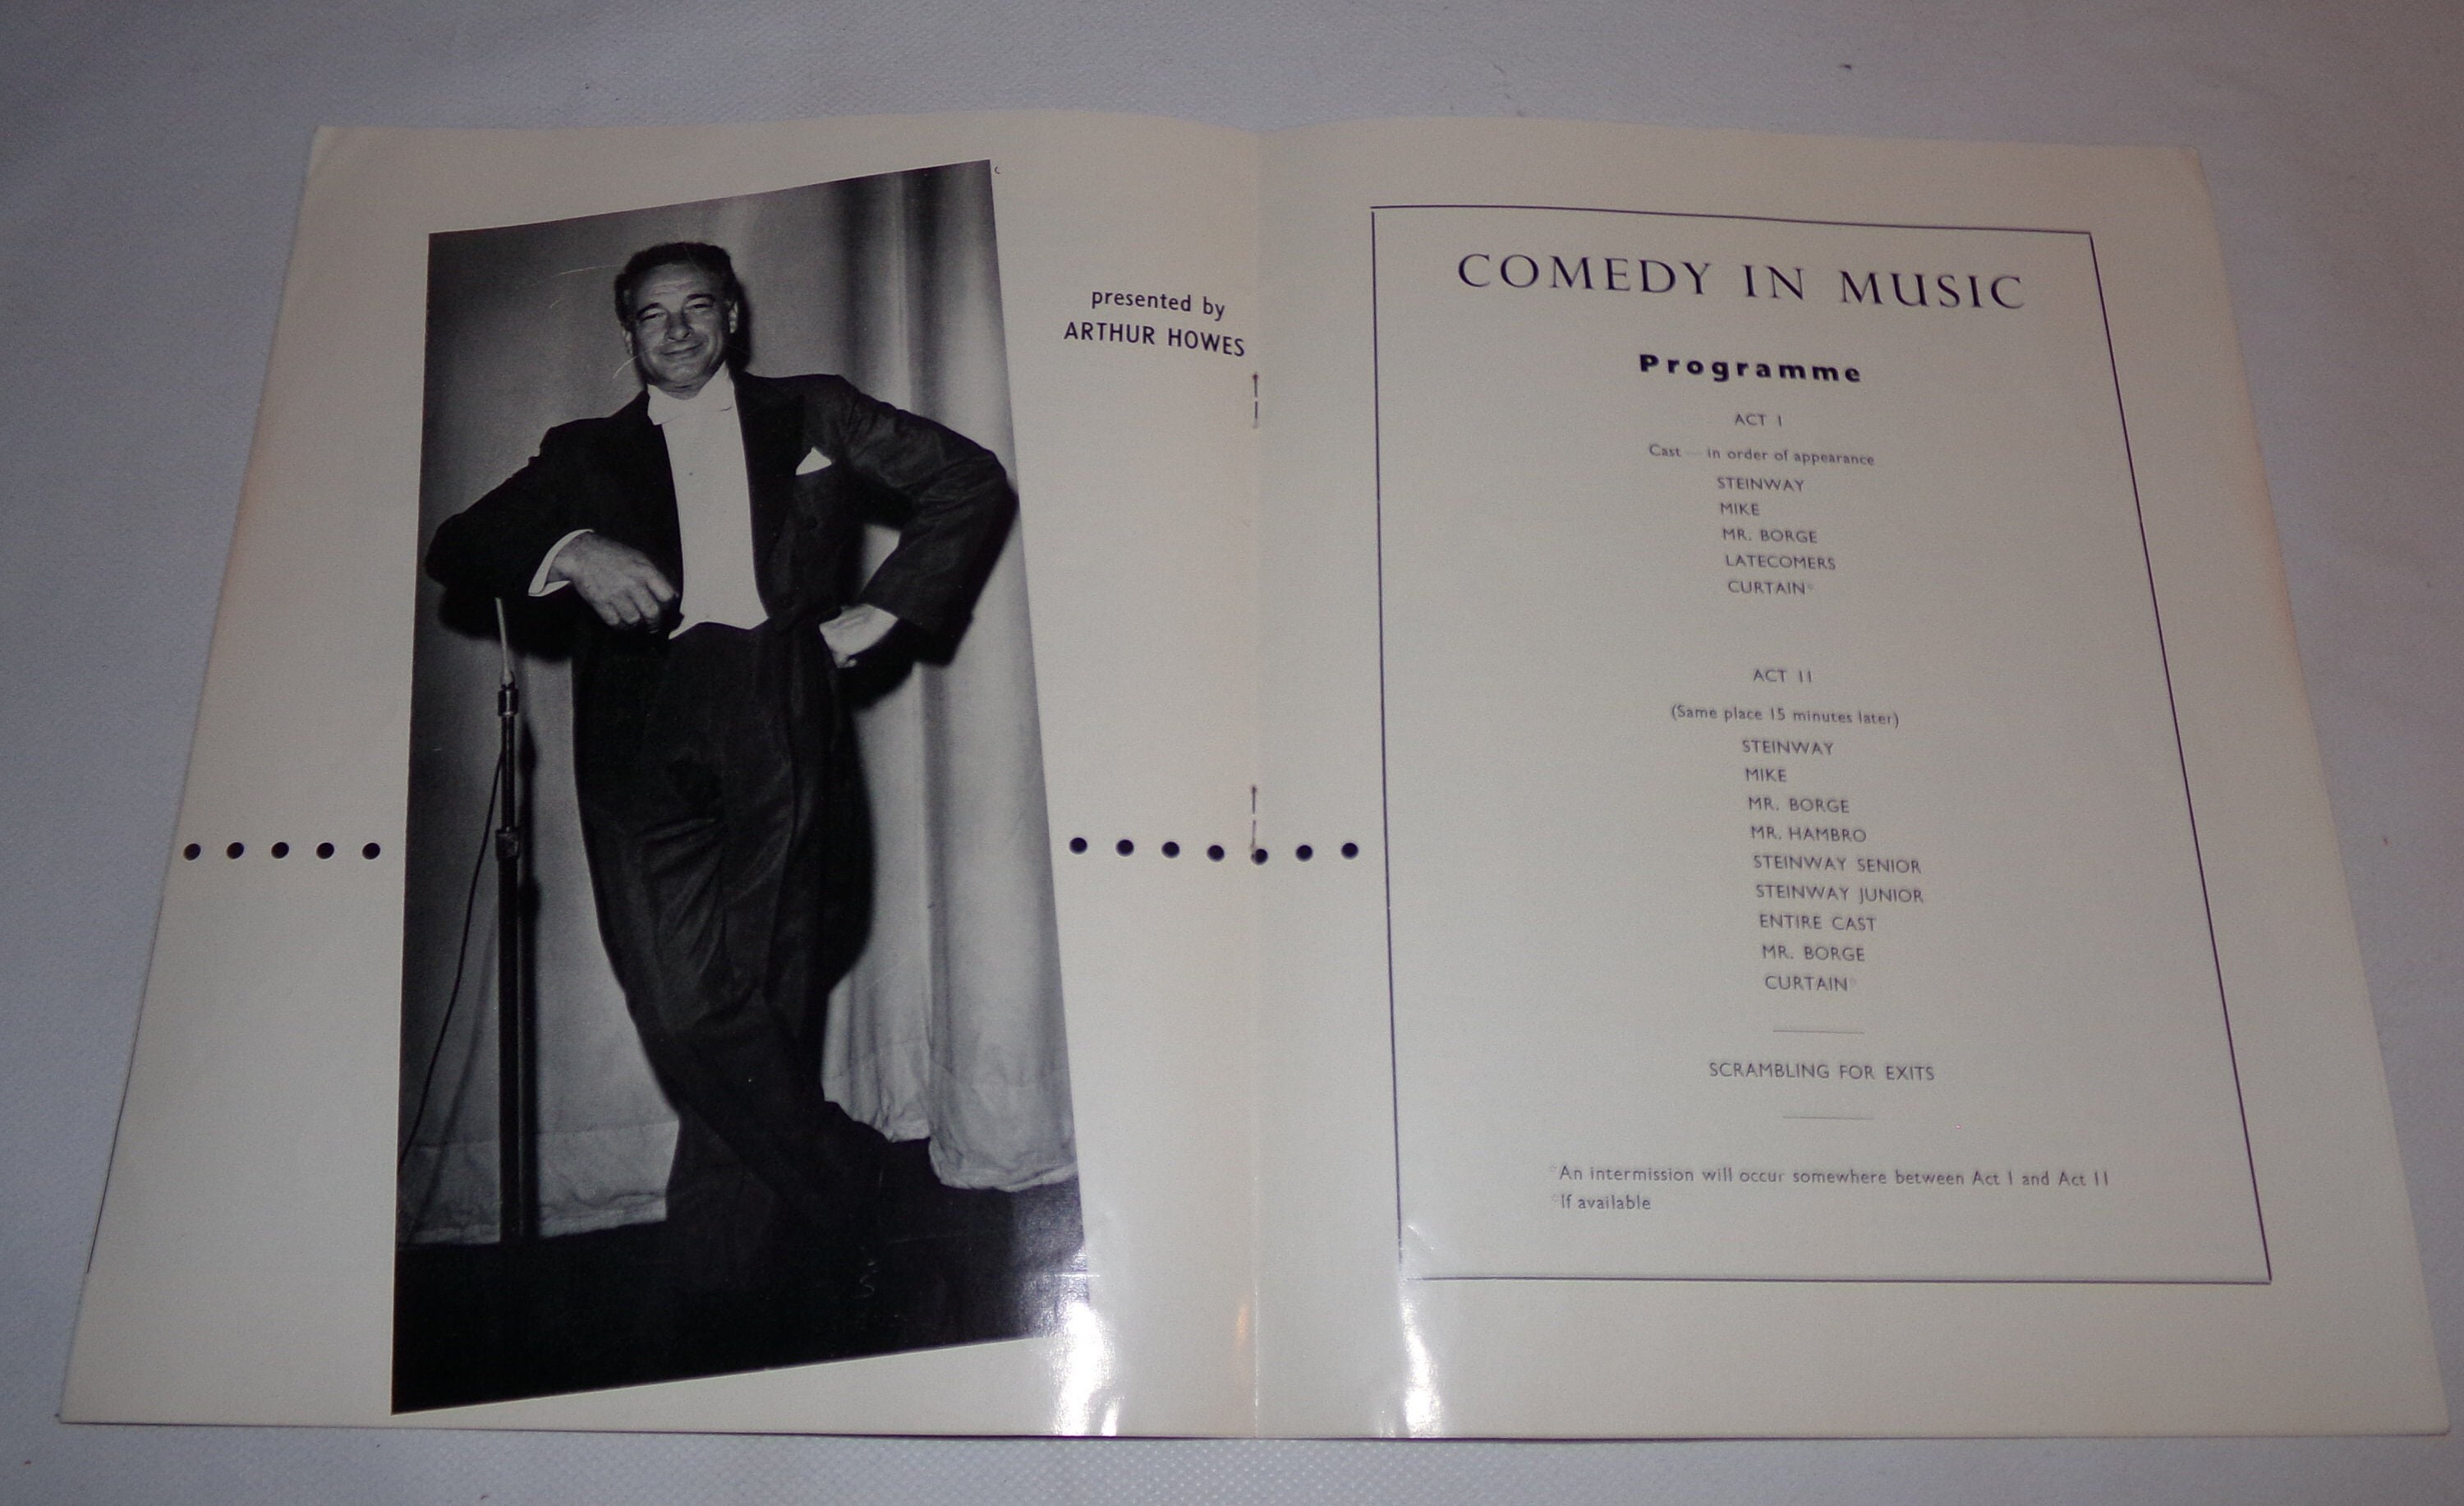 presented by
ARTHUR HOWES
COMEDY IN MUSIC
Programme
ACT I
Cast — in order of appearance
STEINWAY
MIKE
MR. BORGE
LATECOMERS
CURTAIN°
ACT II
(Same place 15 minutes later)
STEINWAY
MIKE
MR. BORGE
MR. HAMBRO
STEINWAY SENIOR
STEINWAY JUNIOR
ENTIRE CAST
MR. BORGE
CURTAIN°
SCRAMBLING FOR EXITS
°An intermission will occur somewhere between Act I and Act II
°If available